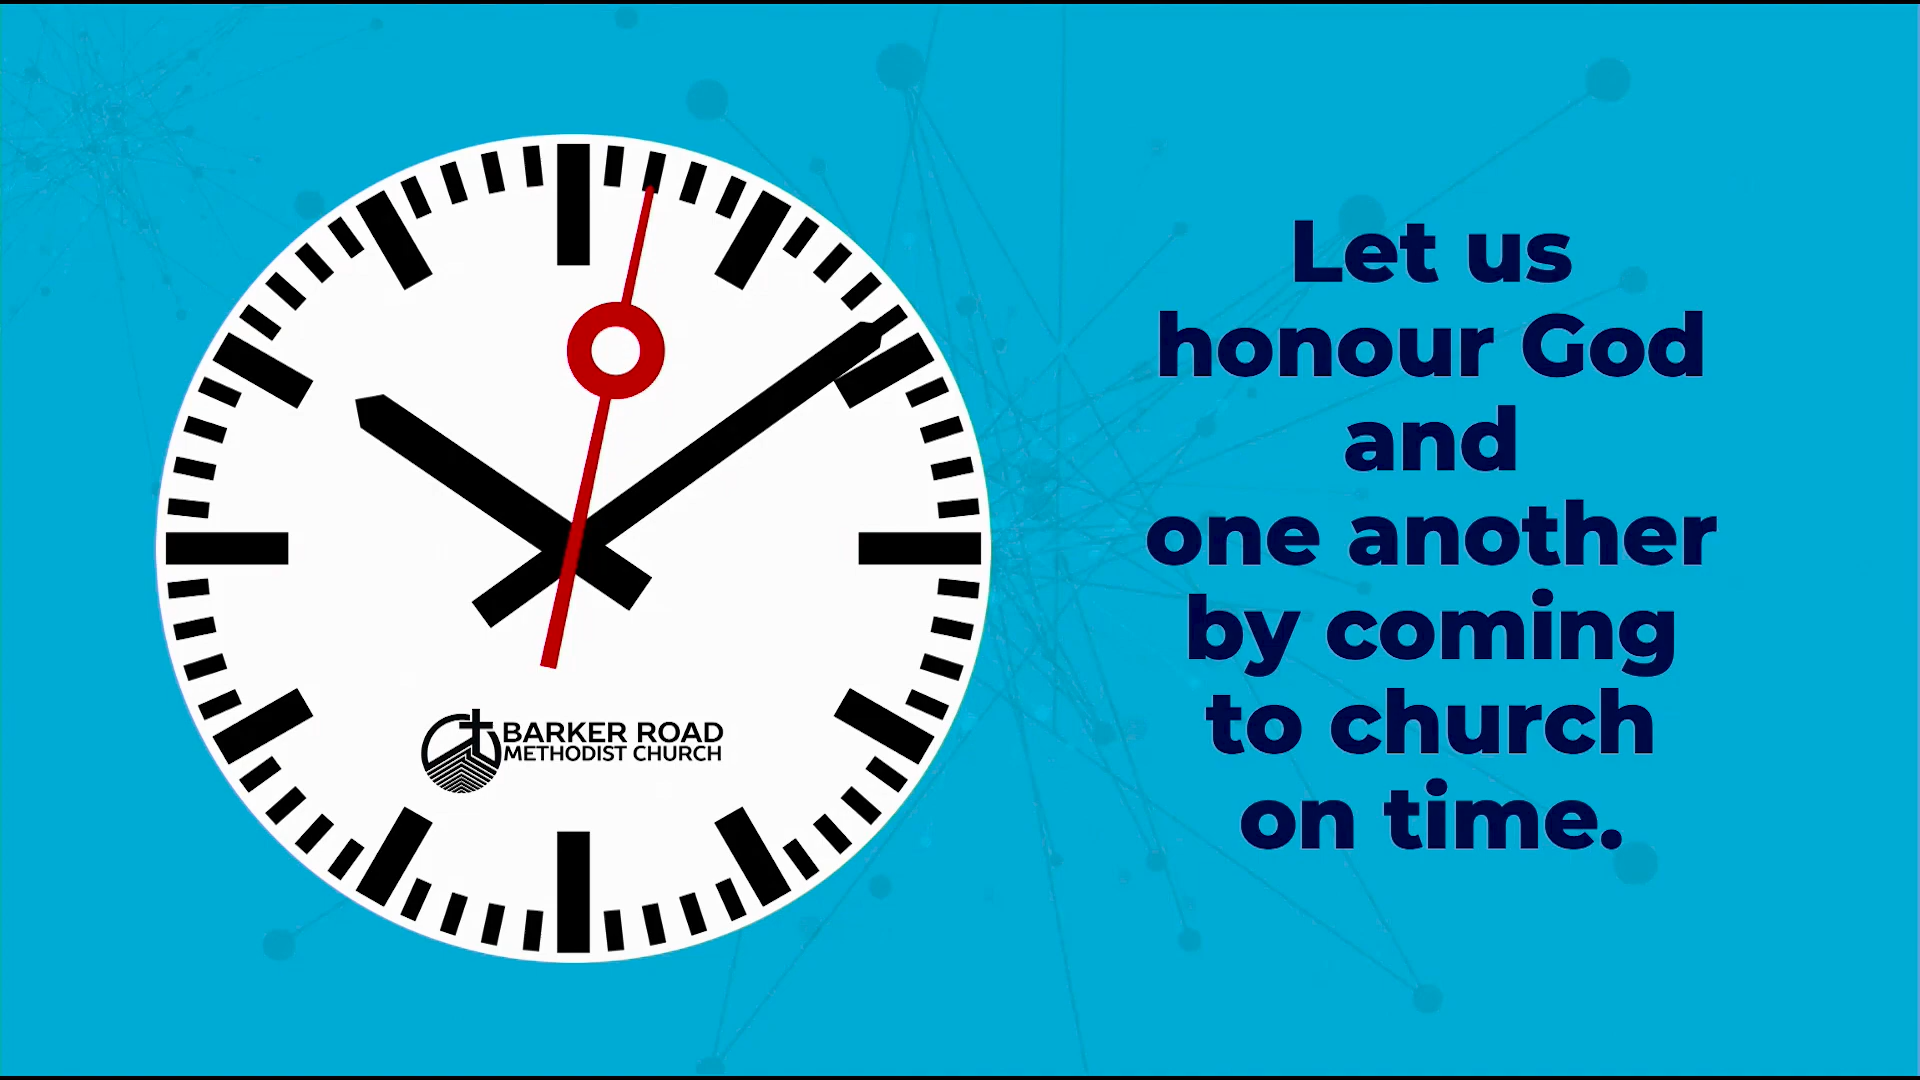 BARKER ROAD
METHODIST CHURCH
Let us
honour God
and
one another
by coming
to church
on time.